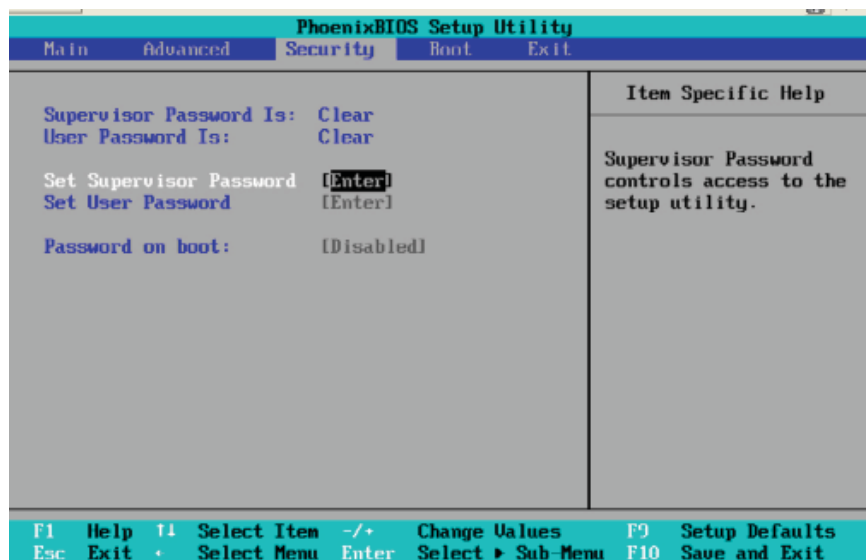 PhoenixBIOS Setup Utility
Main Advanced Security Boot Exit
Item Specific Help
Supervisor Password Is: Clear
User Password Is: Clear
Supervisor Password
controls access to the
setup utility.
Set Supervisor Password [Enter]
Set User Password [Enter]
Password on boot: [Disabled]
F1 Help ↑↓ Select Item -/+ Change Values F9 Setup Defaults
Esc Exit ← Select Menu Enter Select ▶ Sub-Menu F10 Save and Exit